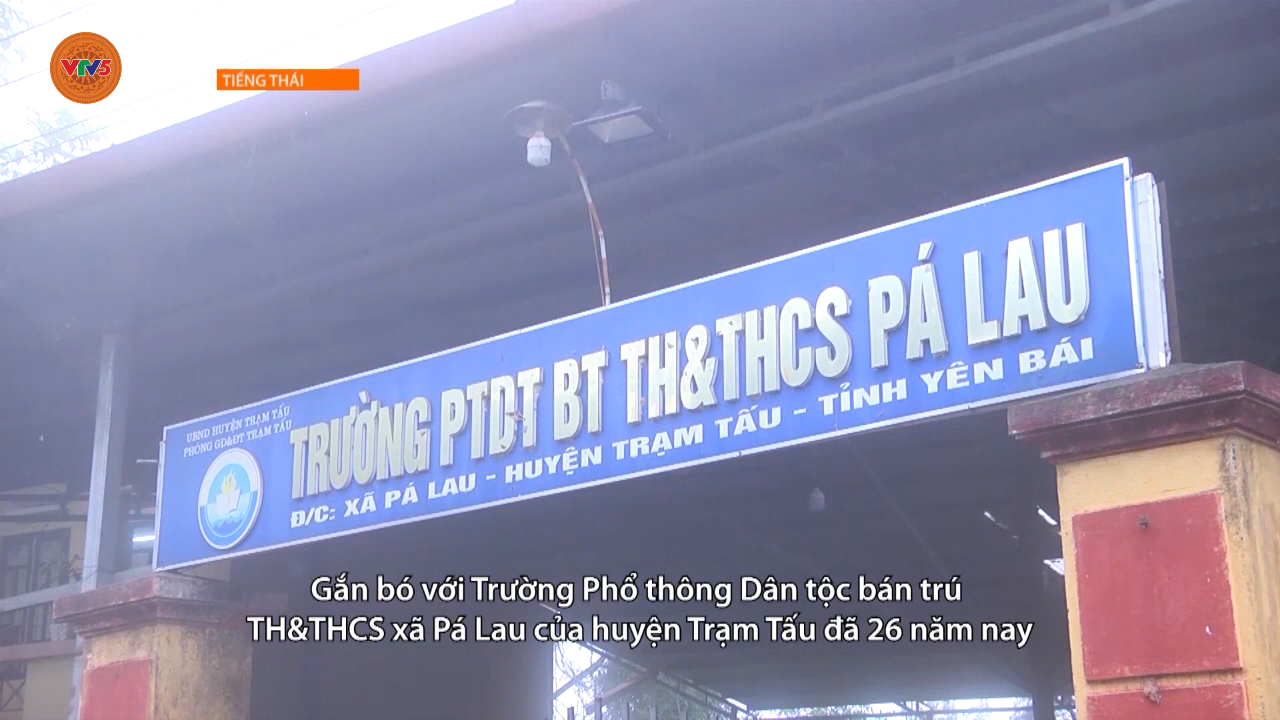 VTV5
TIẾNG THÁI
UBND HUYỆN TRẠM TẤU
PHÒNG GD&ĐT TRẠM TẤU
TRƯỜNG PTDT BT TH&THCS PÁ LAU
Đ/C: XÃ PÁ LAU - HUYỆN TRẠM TẤU - TỈNH YÊN BÁI
Gắn bó với Trường Phổ thông Dân tộc bán trú
TH&THCS xã Pá Lau của huyện Trạm Tấu đã 26 năm nay